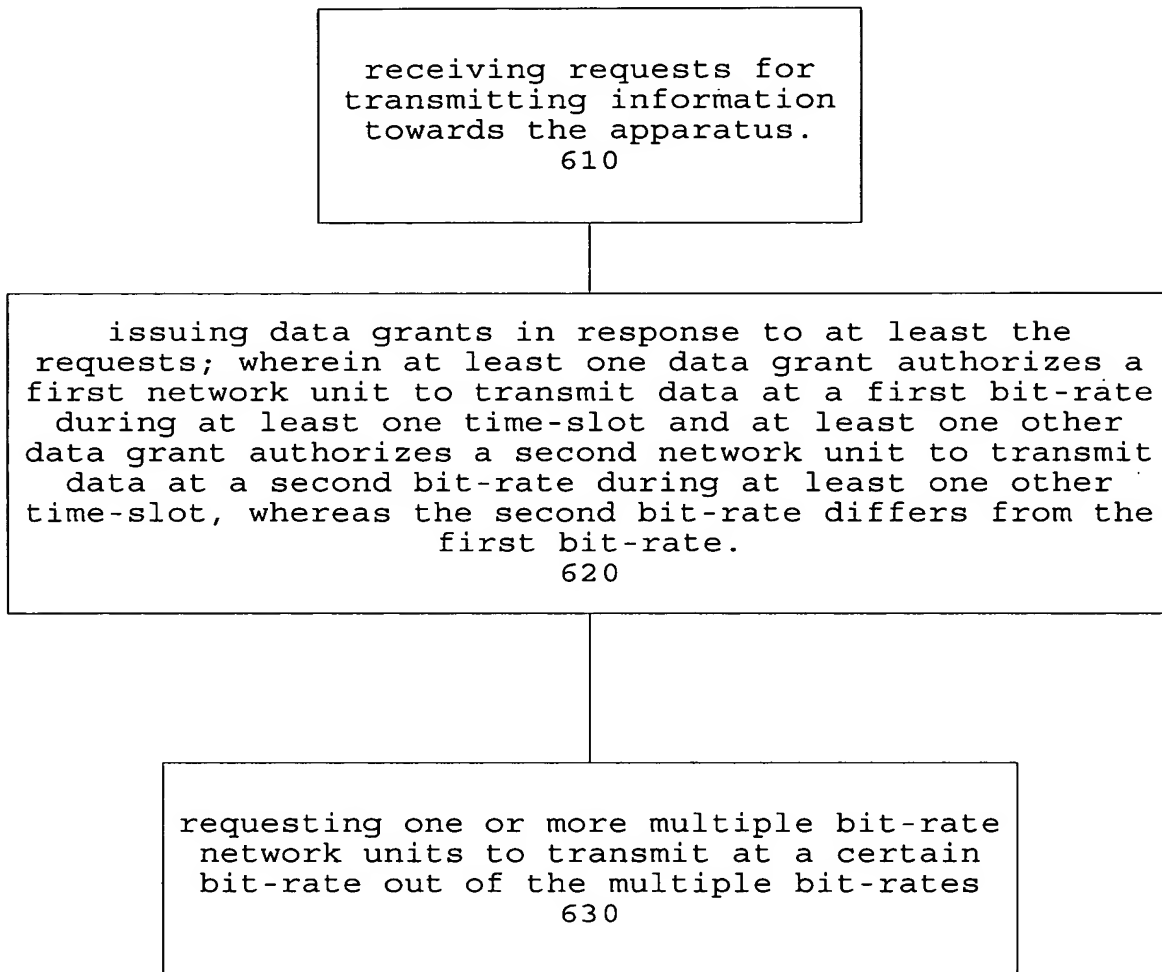 receiving requests for
transmitting information
towards the apparatus.
610
issuing data grants in response to at least the
requests; wherein at least one data grant authorizes a
first network unit to transmit data at a first bit-rate
during at least one time-slot and at least one other
data grant authorizes a second network unit to transmit
data at a second bit-rate during at least one other
time-slot, whereas the second bit-rate differs from the
first bit-rate.
620
requesting one or more multiple bit-rate
network units to transmit at a certain
bit-rate out of the multiple bit-rates
630